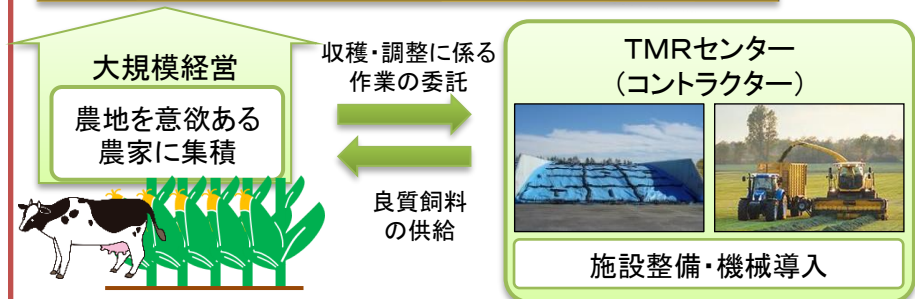 大規模経営
農地を意欲ある
農家に集積
収穫・調整に係る
作業の委託
良質飼料
の供給
TMRセンター
(コントラクター)
施設整備・機械導入